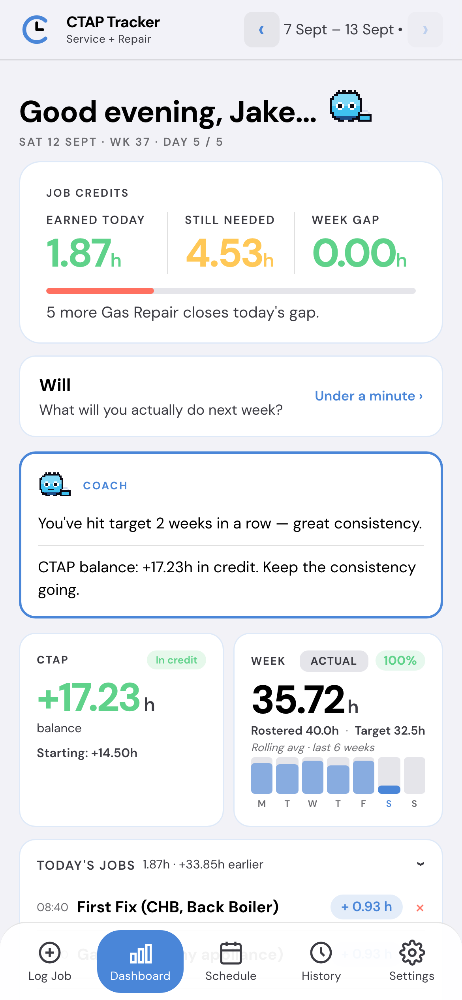 CTAP Tracker
Service + Repair
‹
7 Sept – 13 Sept •
›
Good evening, Jake...
SAT 12 SEPT · WK 37 · DAY 5 / 5
JOB CREDITS
EARNED TODAY
1.87h
STILL NEEDED
4.53h
WEEK GAP
0.00h
5 more Gas Repair closes today's gap.
Will
What will you actually do next week?
Under a minute ›
COACH
You've hit target 2 weeks in a row — great consistency.
CTAP balance: +17.23h in credit. Keep the consistency
going.
CTAP
In credit
+17.23 h
balance
Starting: +14.50h
WEEK
ACTUAL
100%
35.72 h
Rostered 40.0h · Target 32.5h
Rolling avg · last 6 weeks
M T W T F S S
TODAY'S JOBS 1.87h · +33.85h earlier
08:40 First Fix (CHB, Back Boiler) + 0.93 h ×
+ 0.93 h
Log Job
Dashboard
Schedule
History
Settings